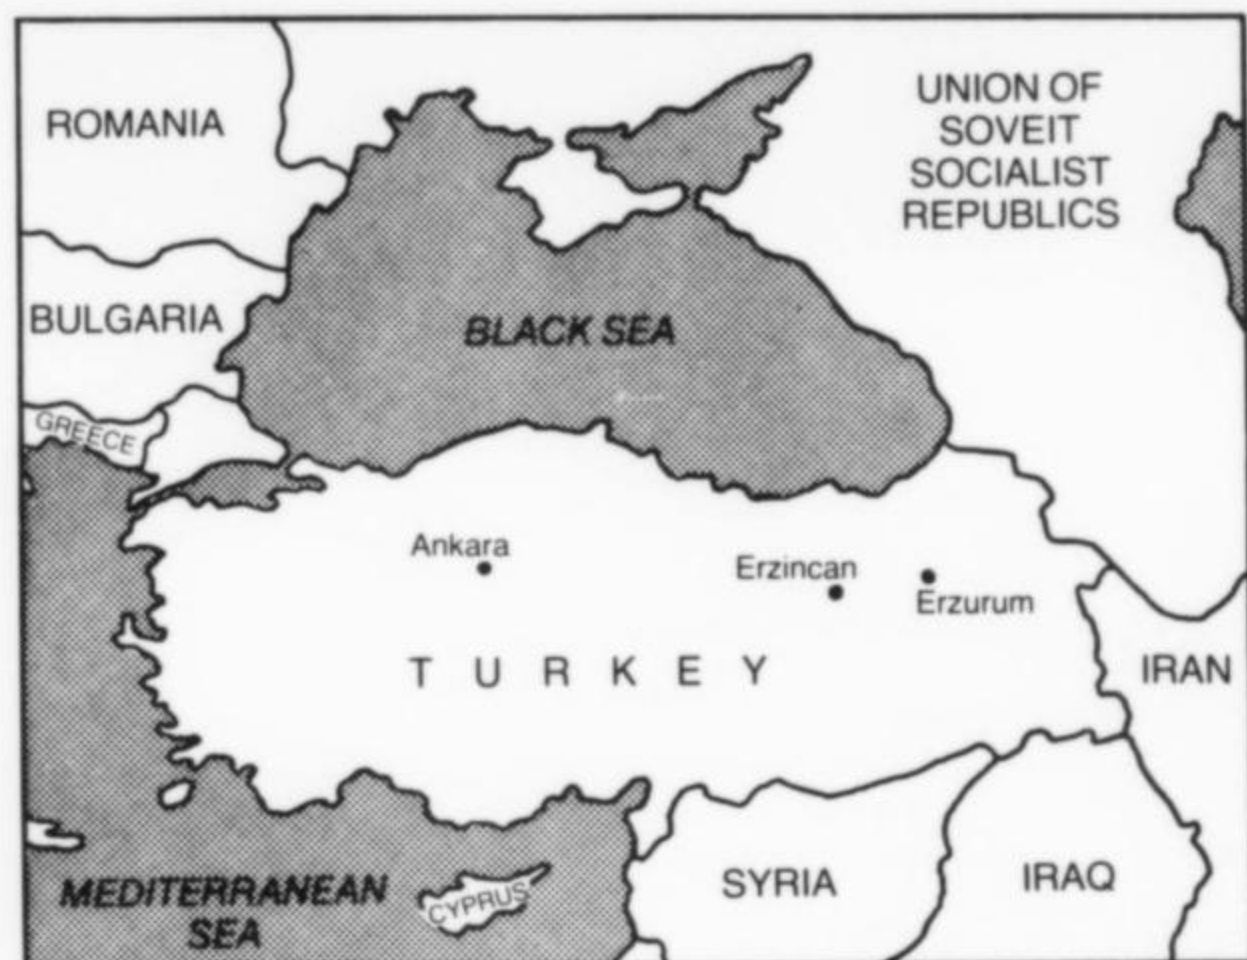 ROMANIA
UNION OF
SOVEIT
SOCIALIST
REPUBLICS
BULGARIA
BLACK SEA
GREECE
Ankara
Erzincan
Erzurum
TURKEY
IRAN
SYRIA
IRAQ
MEDITERRANEAN
SEA
CYPRUS